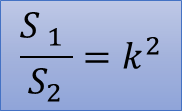 S₁/S₂ = k²